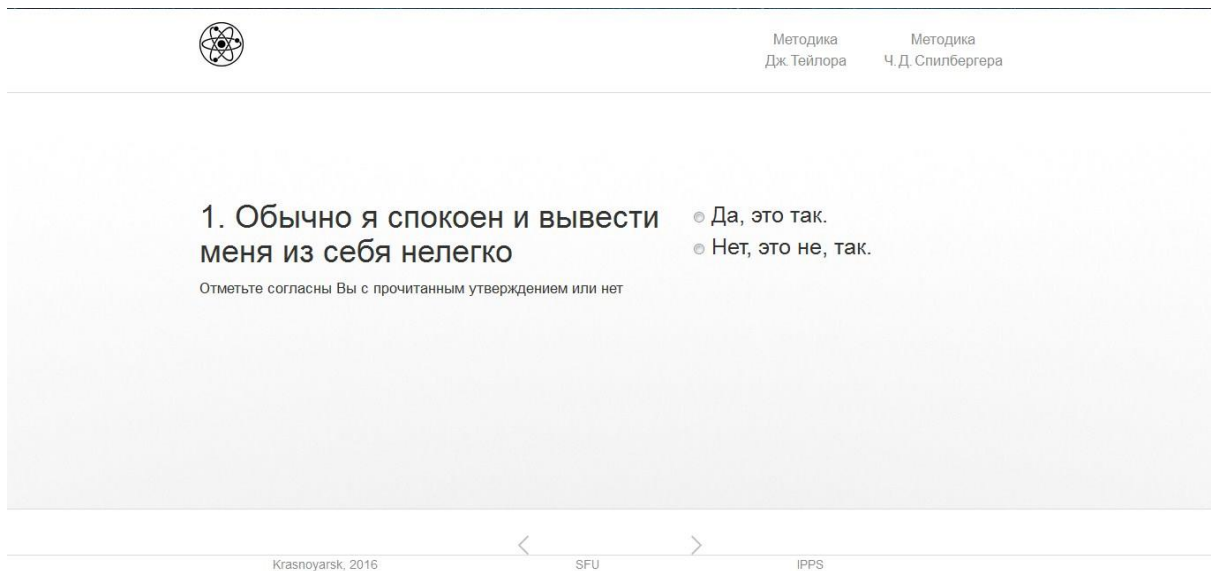 Методика
Дж. Тейлора
Методика
Ч. Д. Спилбергера
1. Обычно я спокоен и вывести
меня из себя нелегко
Отметьте согласны Вы с прочитанным утверждением или нет
Да, это так.
Нет, это не, так.
Krasnoyarsk, 2016
SFU
IPPS